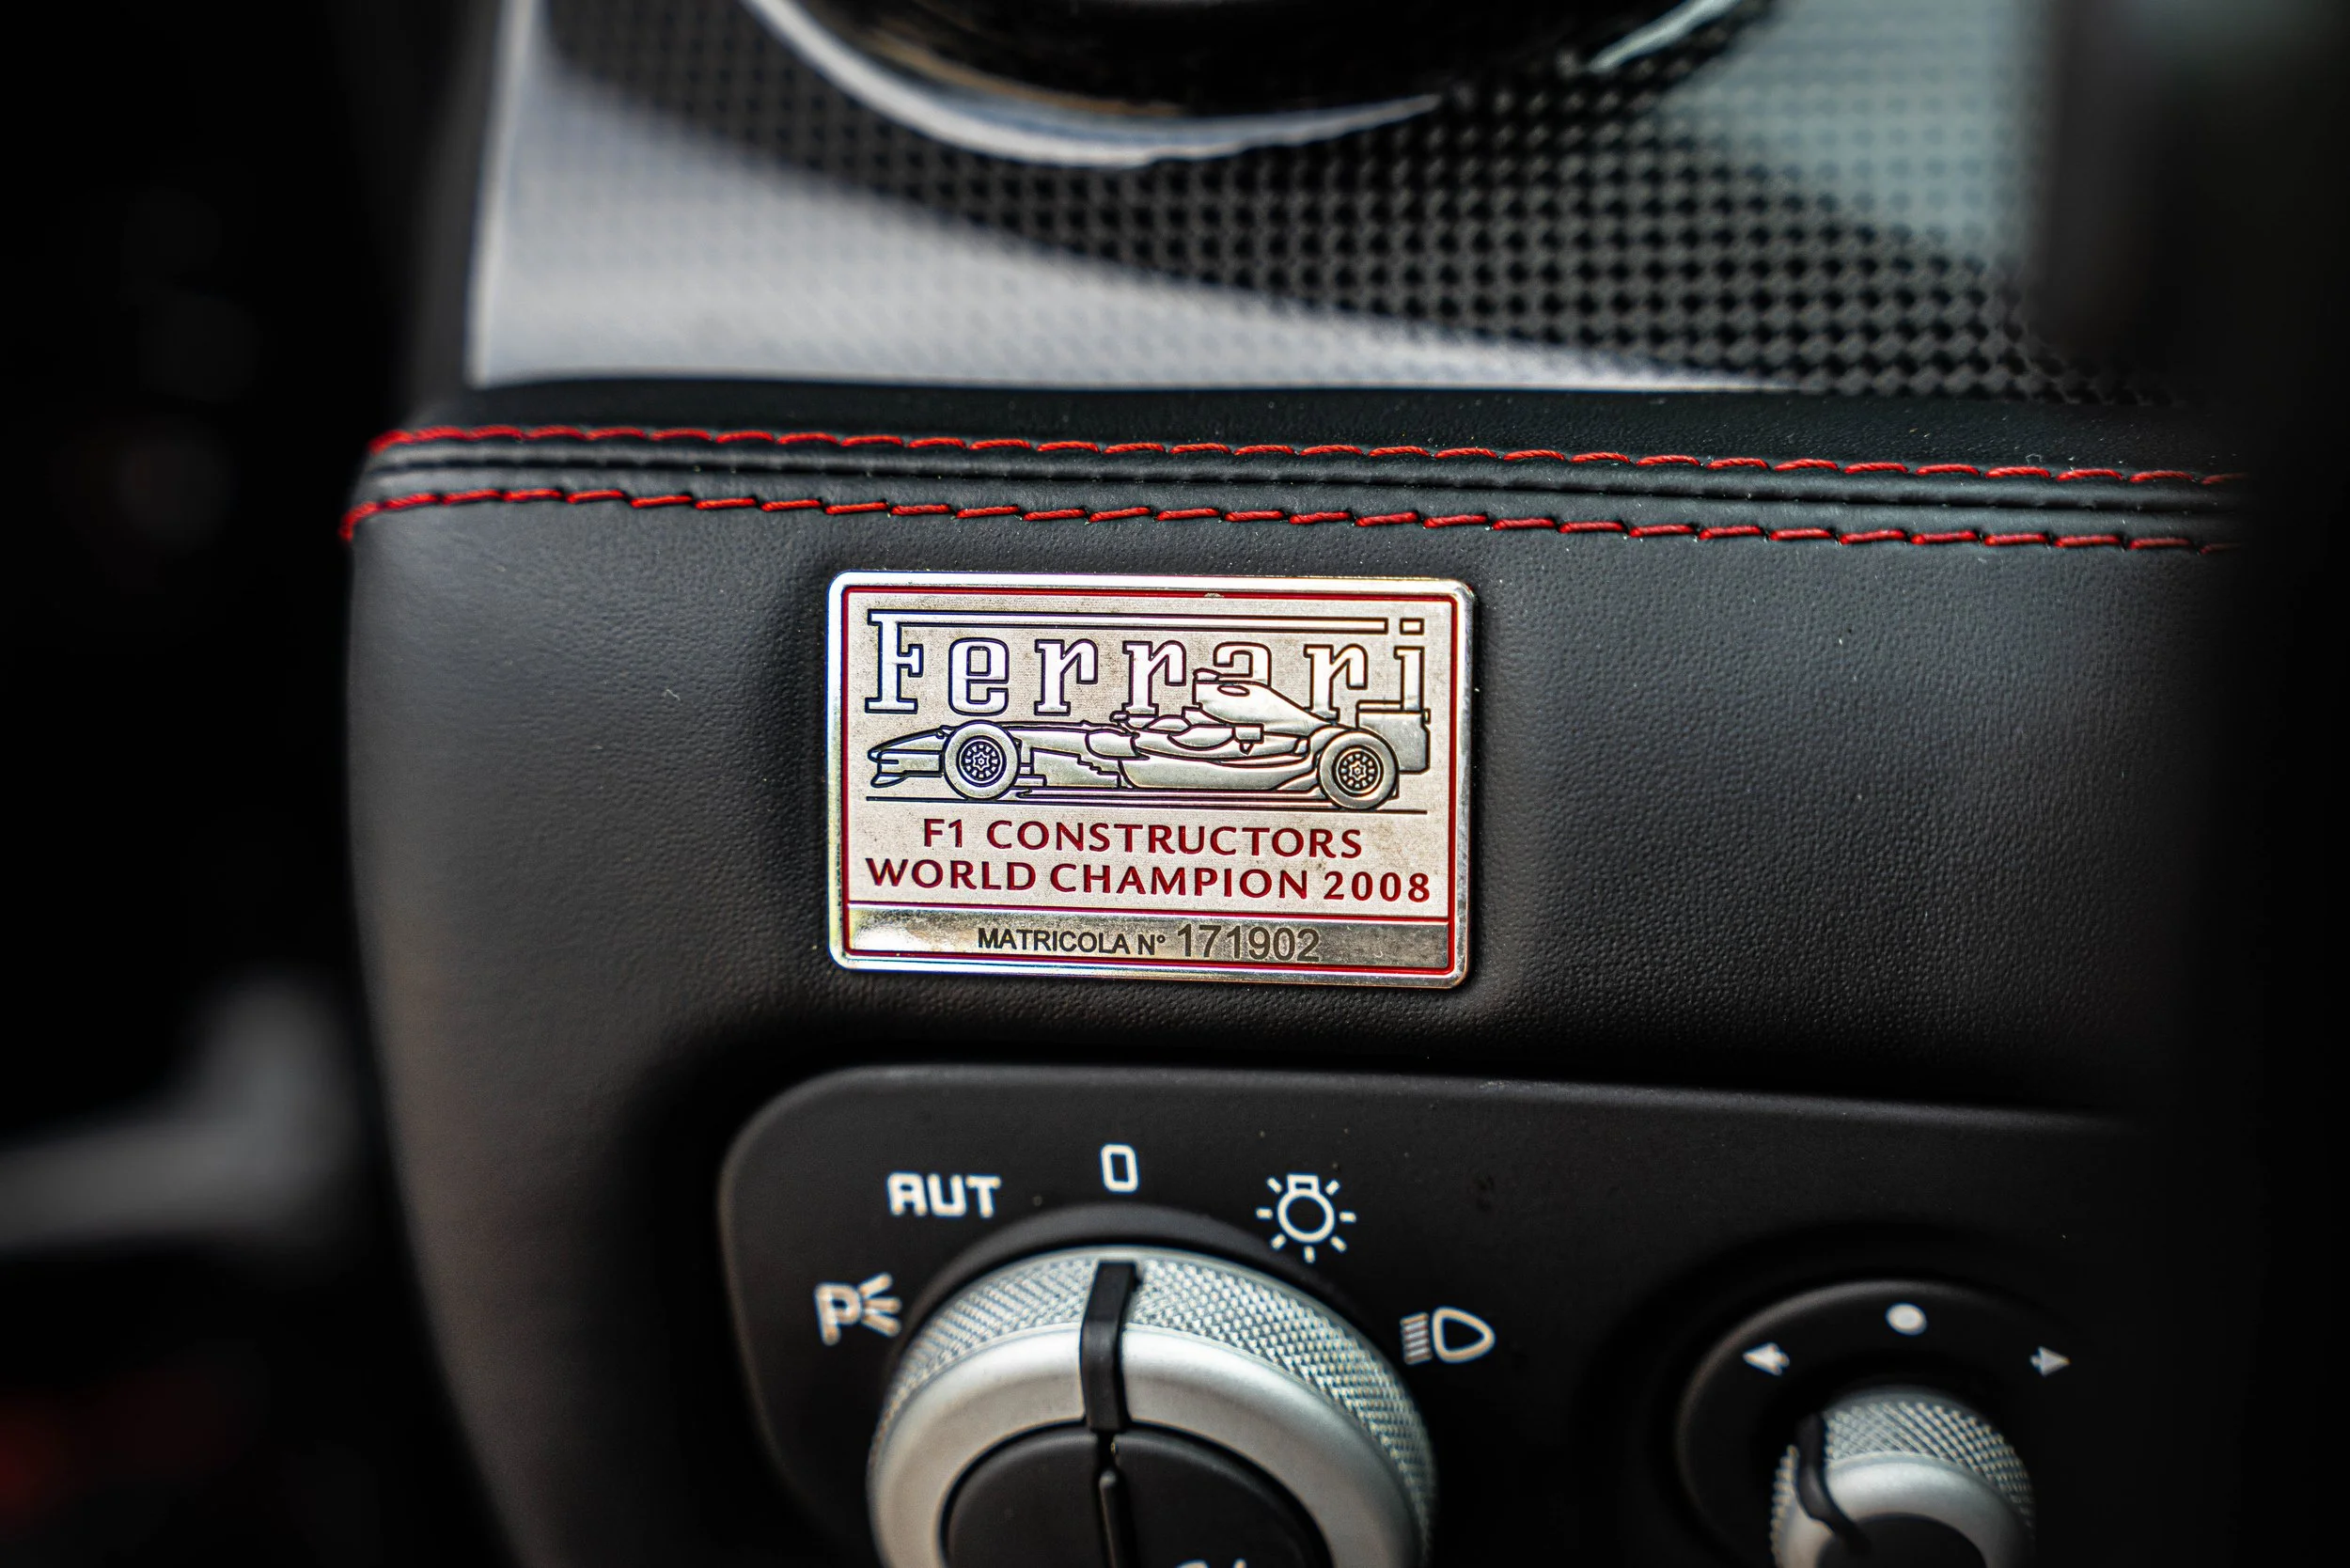 Ferrari
F1 CONSTRUCTORS
WORLD CHAMPION 2008
MATRICOLA N° 171902
AUT
0
P